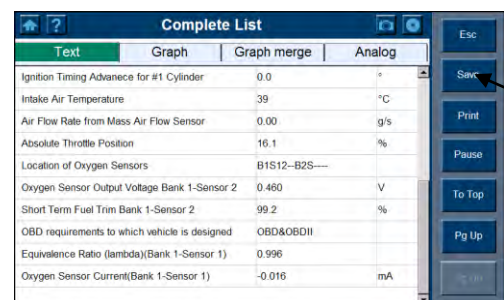 ? Complete List
Text Graph Graph merge Analog
Ignition Timing Advanece for #1 Cylinder 0.0 °
Intake Air Temperature 39 °C
Air Flow Rate from Mass Air Flow Sensor 0.00 g/s
Absolute Throttle Position 16.1 %
Location of Oxygen Sensors B1S12--B2S----
Oxygen Sensor Output Voltage Bank 1-Sensor 2 0.460 V
Short Term Fuel Trim Bank 1-Sensor 2 99.2 %
OBD requirements to which vehicle is designed OBD&OBDII
Equivalence Ratio (lambda)(Bank 1-Sensor 1) 0.996
Oxygen Sensor Current(Bank 1-Sensor 1) -0.016 mA
Esc
Save
Print
Pause
To Top
Pg Up